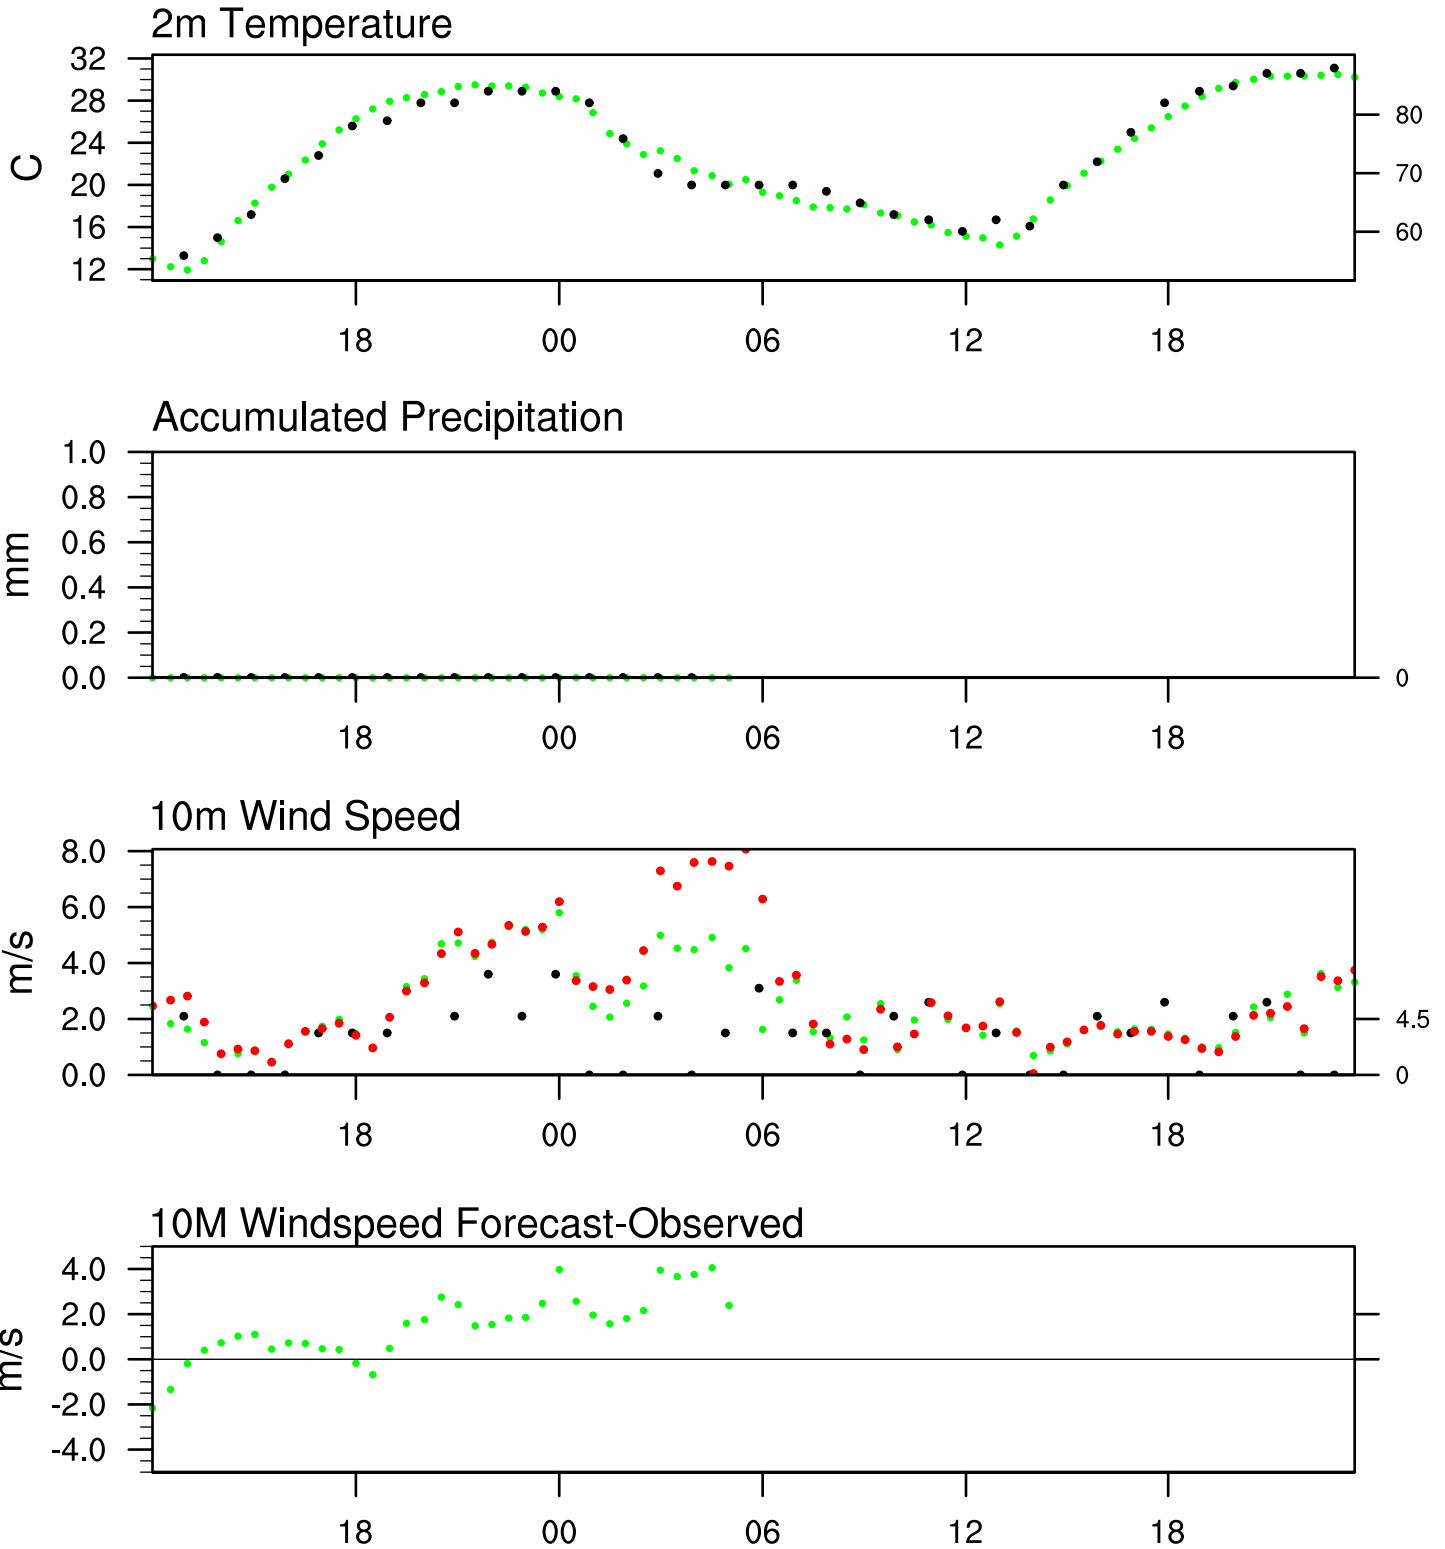 2m Temperature
32
28
24
20
16
12
C
80
70
60
18 00 06 12 18
Accumulated Precipitation
1.0
0.8
0.6
0.4
0.2
0.0
mm
0
18 00 06 12 18
10m Wind Speed
8.0
6.0
4.0
2.0
0.0
m/s
4.5
0
18 00 06 12 18
10M Windspeed Forecast-Observed
4.0
2.0
0.0
-2.0
-4.0
m/s
18 00 06 12 18